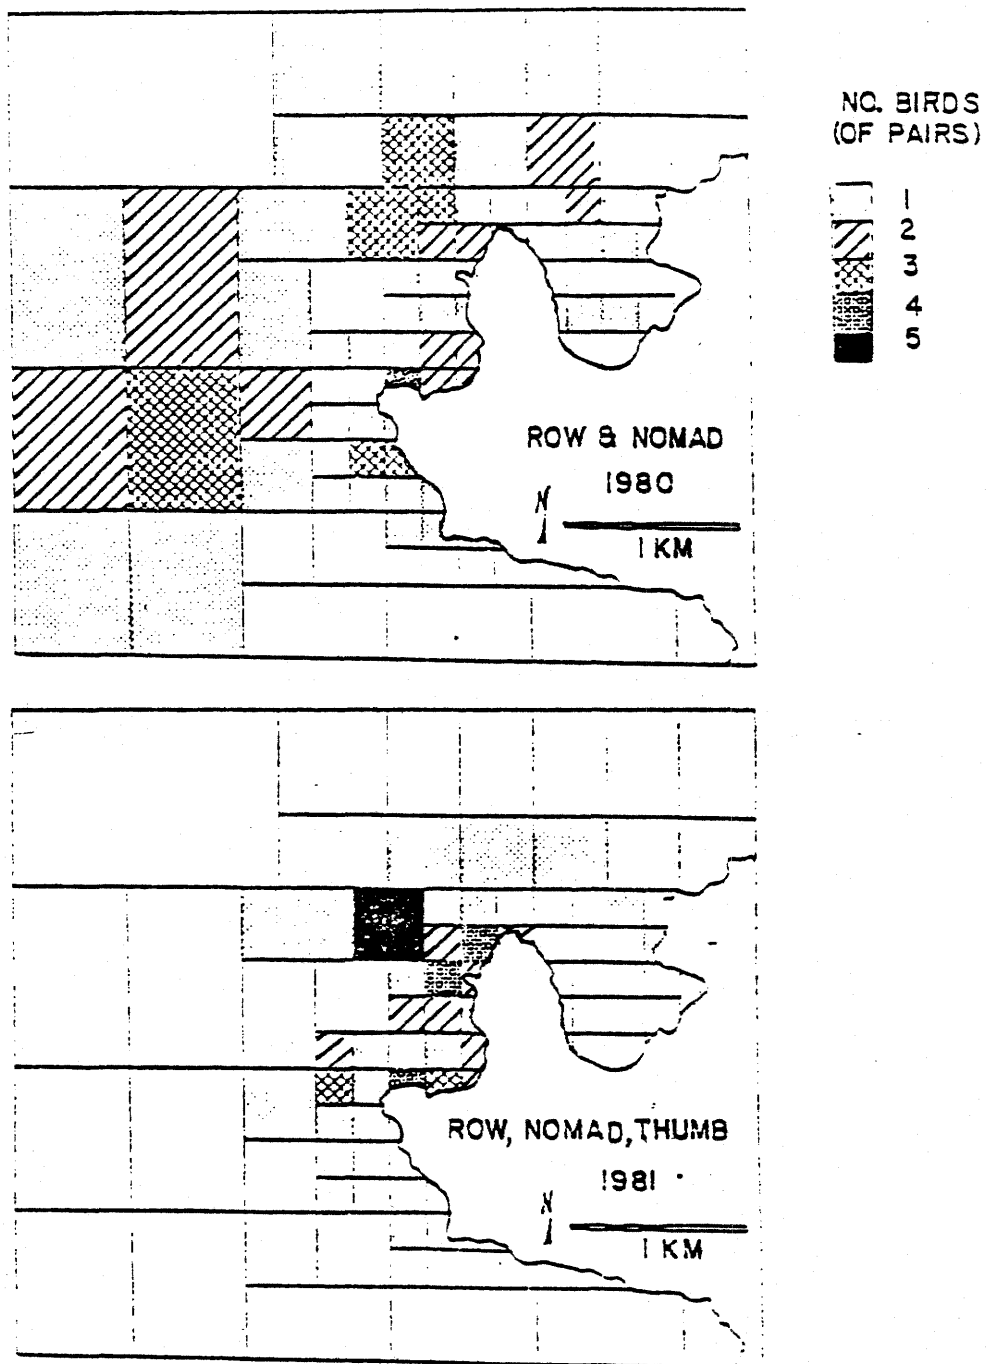 NO. BIRDS
(OF PAIRS)
1
2
3
4
5
ROW & NOMAD
1980
N
1 KM
ROW, NOMAD, THUMB
1981
N
1 KM